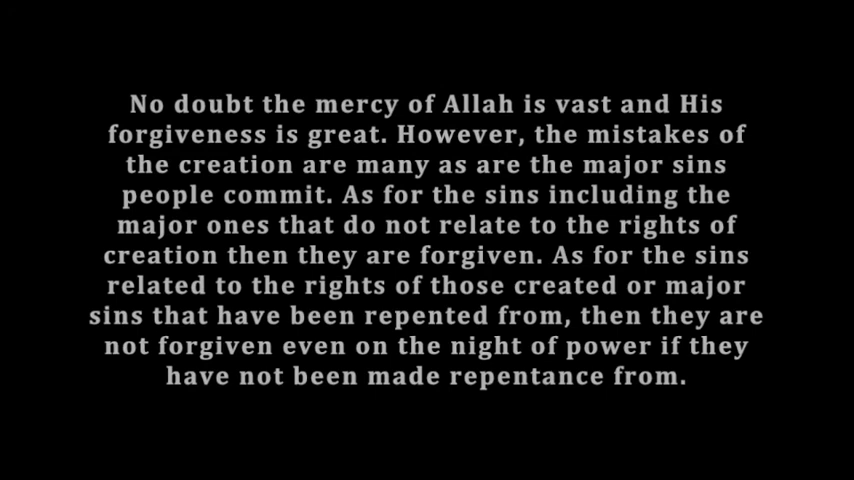 No doubt the mercy of Allah is vast and His
forgiveness is great. However, the mistakes of
the creation are many as are the major sins
people commit. As for the sins including the
major ones that do not relate to the rights of
creation then they are forgiven. As for the sins
related to the rights of those created or major
sins that have been repented from, then they are
not forgiven even on the night of power if they
have not been made repentance from.